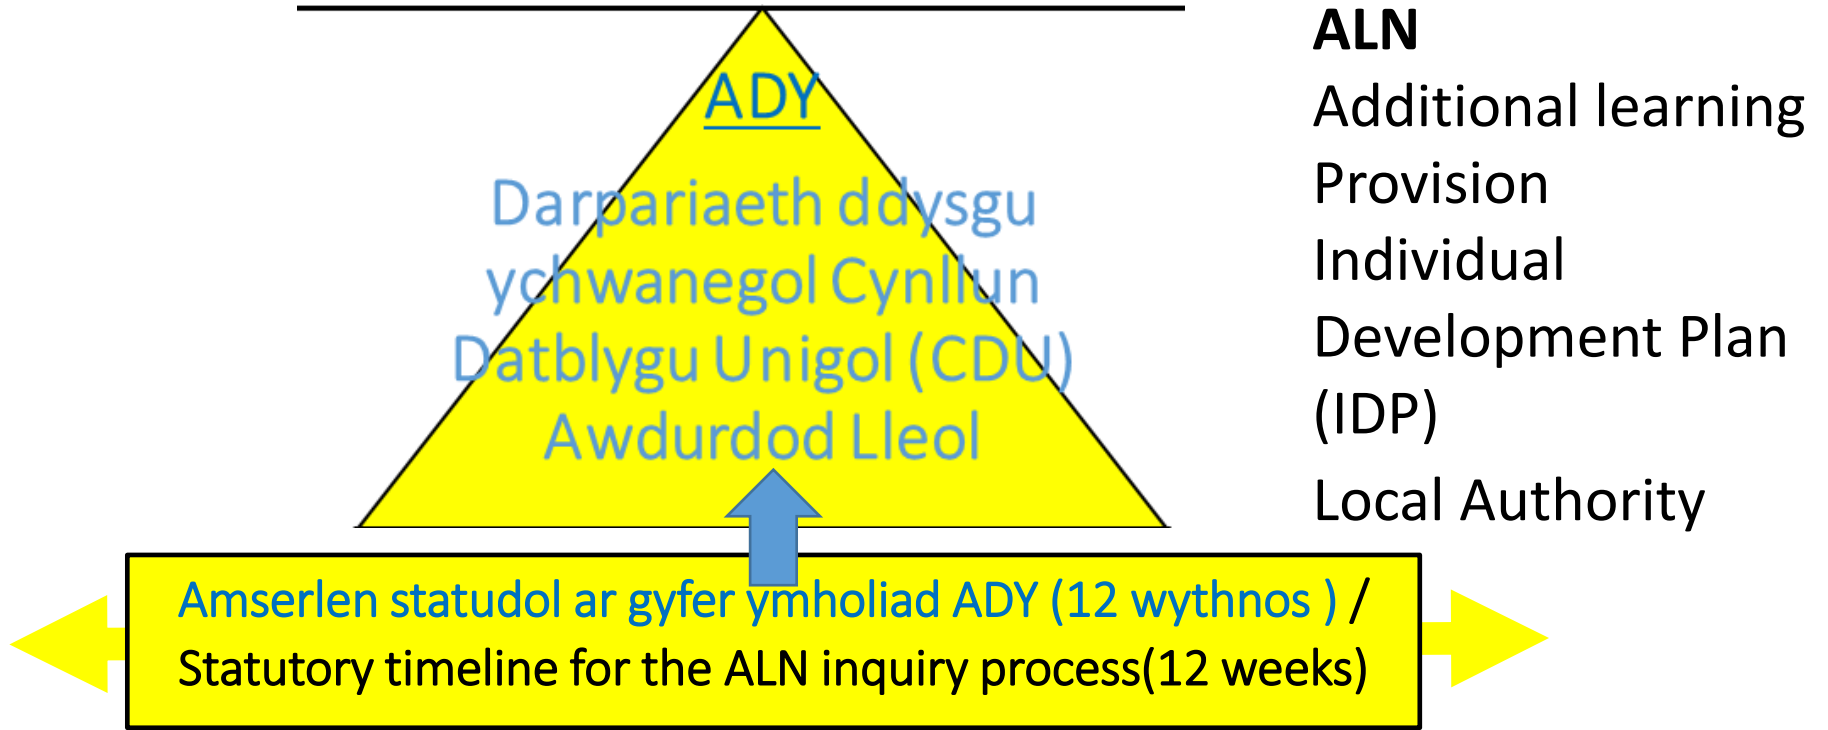 ADY
Darpariaeth ddysgu
ychwanegol Cynllun
Datblygu Unigol (CDU)
Awdurdod Lleol
ALN
Additional learning
Provision
Individual
Development Plan
(IDP)
Local Authority
Amserlen statudol ar gyfer ymholiad ADY (12 wythnos ) /
Statutory timeline for the ALN inquiry process(12 weeks)